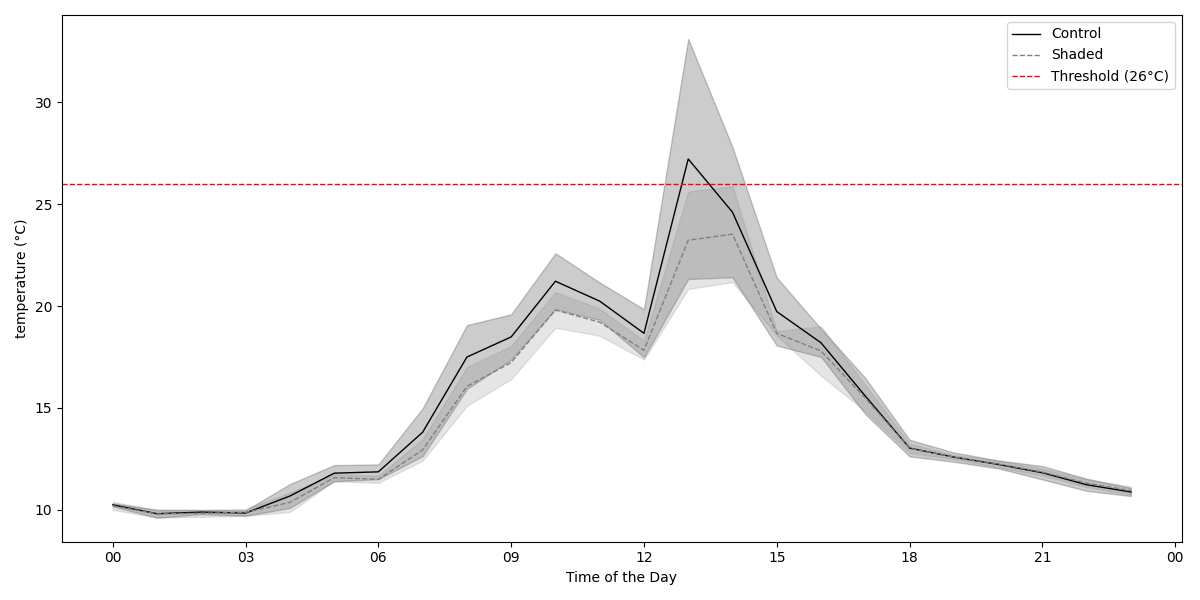 Control
Shaded
Threshold (26°C)
temperature (°C)
30
25
20
15
10
00 03 06 09 12 15 18 21 00
Time of the Day